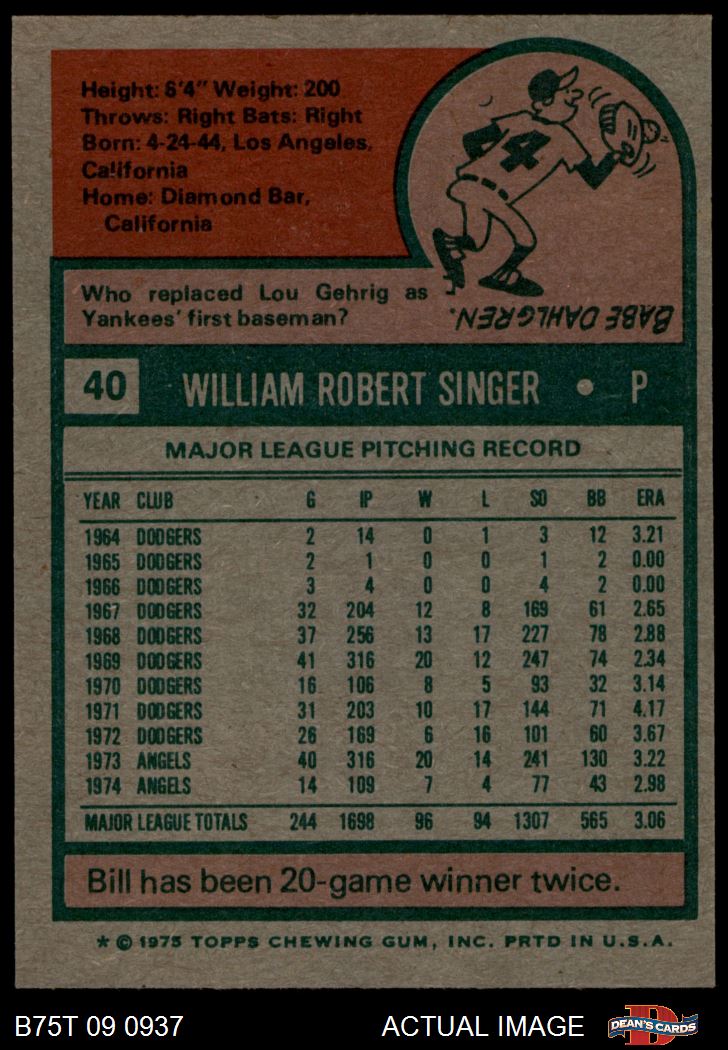 Height: 6'4" Weight: 200
Throws: Right Bats: Right
Born: 4-24-44, Los Angeles,
California
Home: Diamond Bar,
California
4
Who replaced Lou Gehrig as
Yankees' first baseman?
BABE DAHLGREN.
40 WILLIAM ROBERT SINGER • P
MAJOR LEAGUE PITCHING RECORD
YEAR CLUB G IP W L SO BB ERA
1964 DODGERS 2 14 0 1 3 12 3.21
1965 DODGERS 2 1 0 0 1 2 0.00
1966 DODGERS 3 4 0 0 4 2 0.00
1967 DODGERS 32 204 12 8 169 61 2.65
1968 DODGERS 37 256 13 17 227 78 2.88
1969 DODGERS 41 316 20 12 247 74 2.34
1970 DODGERS 16 106 8 5 93 32 3.14
1971 DODGERS 31 203 10 17 144 71 4.17
1972 DODGERS 26 169 6 16 101 60 3.67
1973 ANGELS 40 316 20 14 241 130 3.22
1974 ANGELS 14 109 7 4 77 43 2.98
MAJOR LEAGUE TOTALS 244 1698 96 94 1307 565 3.06
Bill has been 20-game winner twice.
* © 1975 TOPPS CHEWING GUM, INC. PRTD IN U.S.A.
B75T 09 0937 ACTUAL IMAGE D DEAN'S CARDS